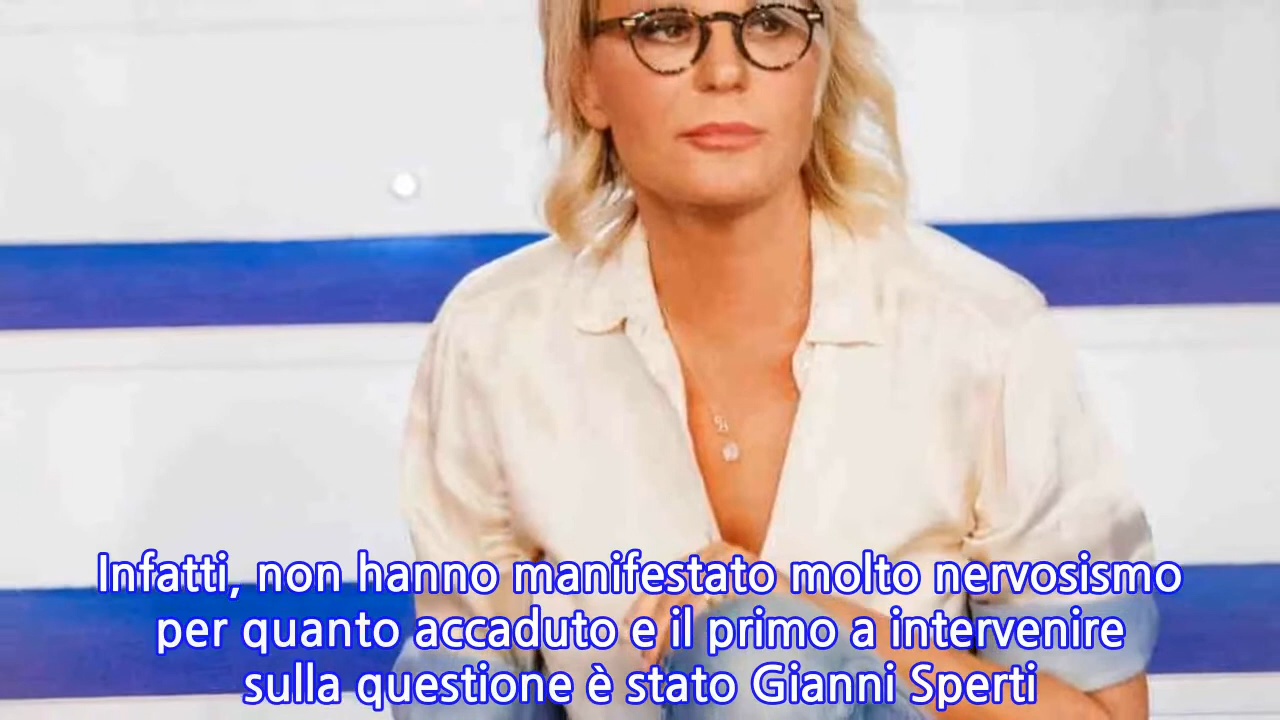 Infatti, non hanno manifestato molto nervosismo
per quanto accaduto e il primo a intervenire
sulla questione è stato Gianni Sperti